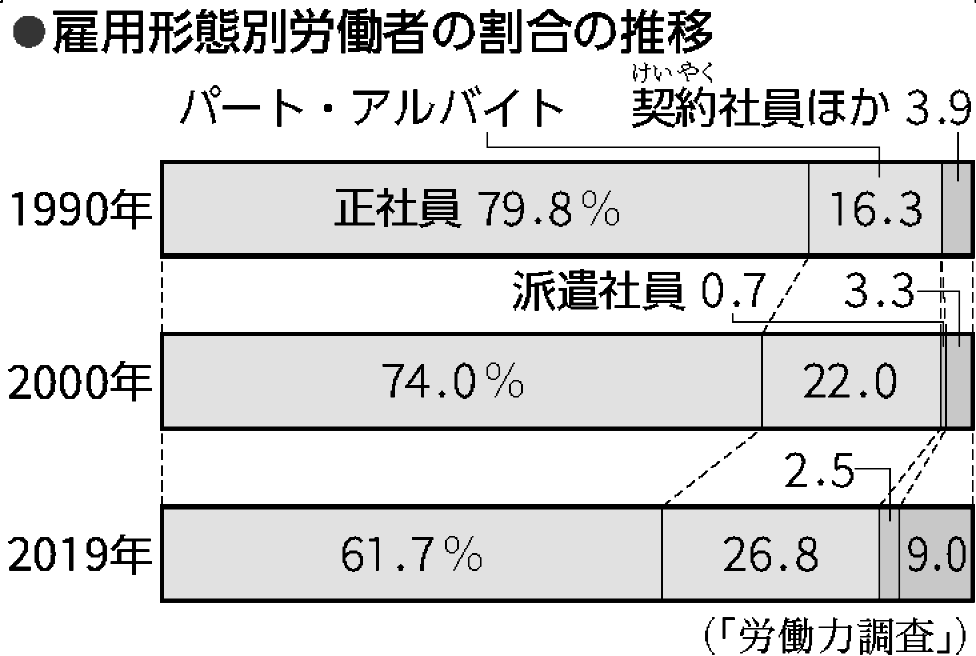 ●雇用形態別労働者の割合の推移
けいやく
パート・アルバイト 契約社員ほか 3.9
1990年 正社員 79.8% 16.3
派遣社員 0.7 3.3
2000年 74.0% 22.0
2.5
2019年 61.7% 26.8 9.0
（「労働力調査」）